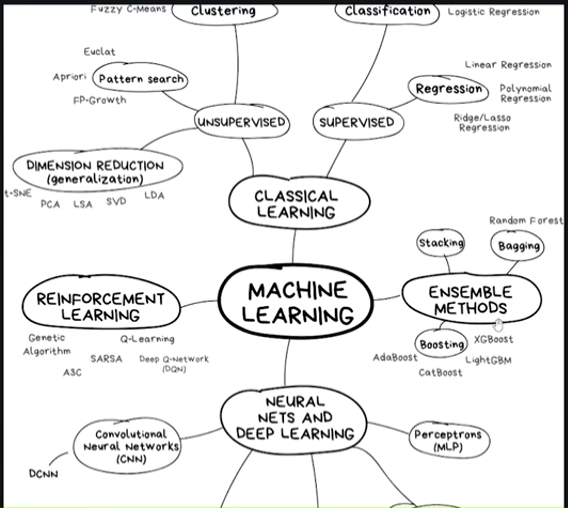 Fuzzy C-Means
Clustering
Classification
Logistic Regression
Euclat
Apriori
Pattern search
FP-Growth
Linear Regression
Regression
Polynomial
Regression
Ridge/Lasso
Regression
UNSUPERVISED
SUPERVISED
DIMENSION REDUCTION
(generalization)
t-SNE
PCA
LSA
SVD
LDA
CLASSICAL
LEARNING
Random Forest
Stacking
Bagging
MACHINE
LEARNING
REINFORCEMENT
LEARNING
ENSEMBLE
METHODS
Genetic
Algorithm
Q-Learning
SARSA
Deep Q-Network
(DQN)
A3C
Boosting
XGBoost
AdaBoost
LightGBM
CatBoost
NEURAL
NETS AND
DEEP LEARNING
Convolutional
Neural Networks
(CNN)
DCNN
Perceptrons
(MLP)